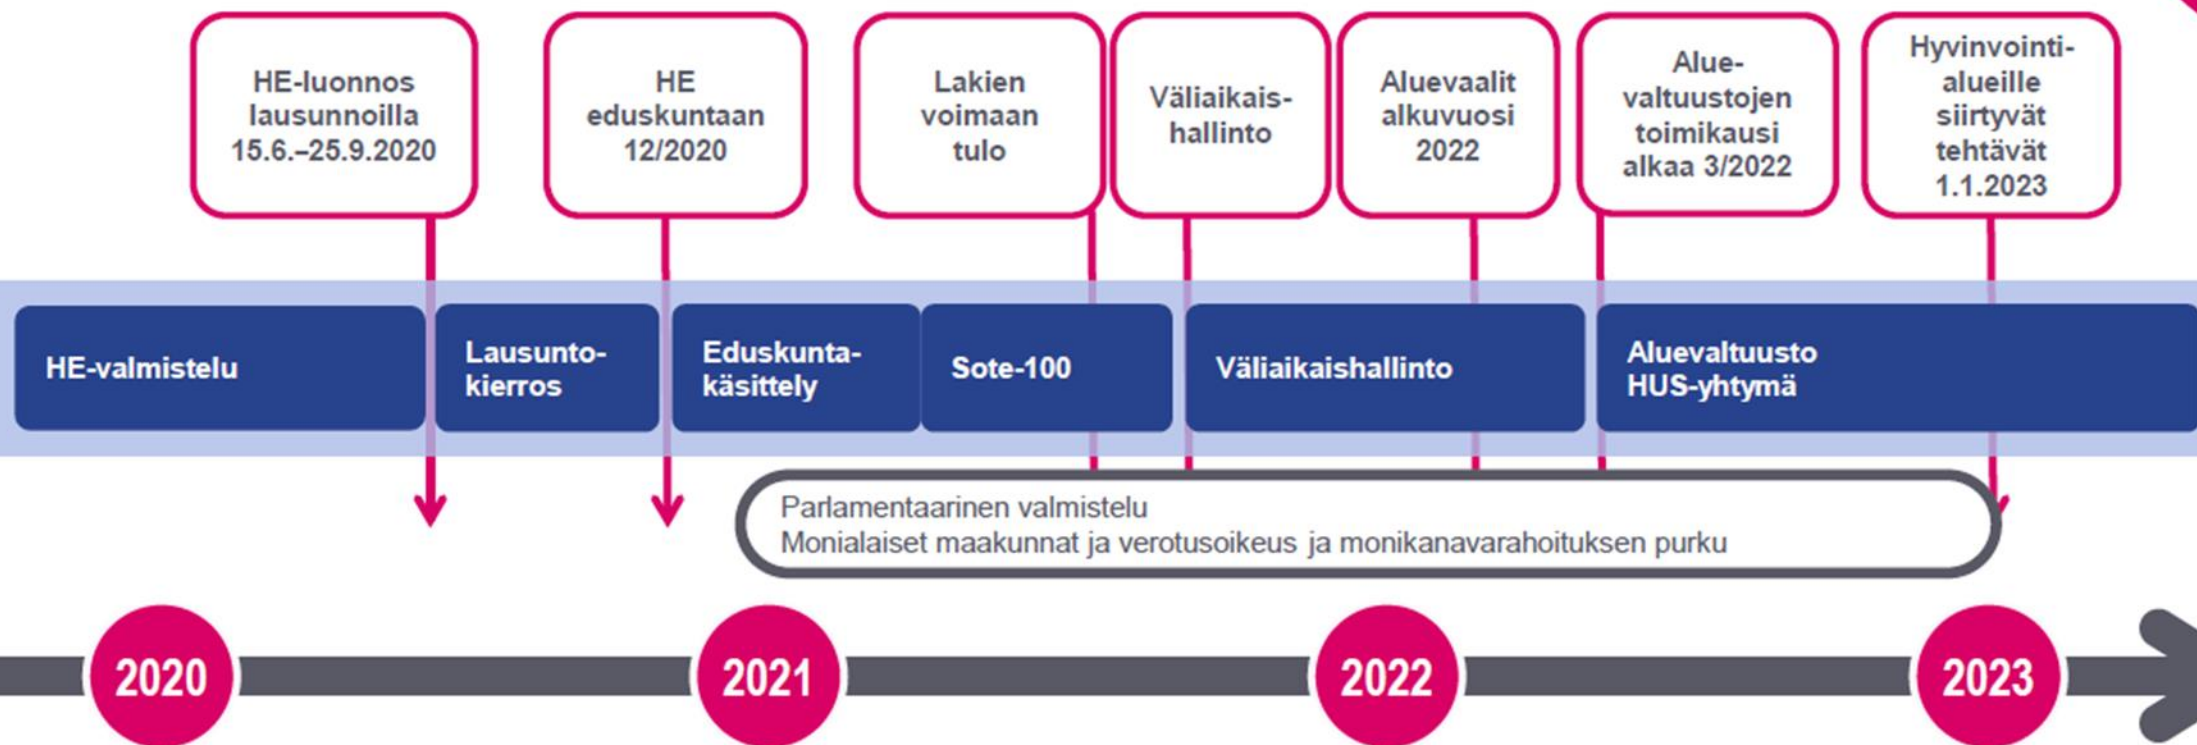 HE-luonnos
lausunnoilla
15.6.–25.9.2020
HE
eduskuntaan
12/2020
Lakien
voimaan
tulo
Väliaikais-
hallinto
Aluevaalit
alkuvuosi
2022
Alue-
valtuustojen
toimikausi
alkaa 3/2022
Hyvinvointi-
alueille
siirtyvät
tehtävät
1.1.2023
HE-valmistelu
Lausunto-
kierros
Eduskunta-
käsittely
Sote-100
Väliaikaishallinto
Aluevaltuusto
HUS-yhtymä
Parlamentaarinen valmistelu
Monialaiset maakunnat ja verotusoikeus ja monikanavarahoituksen purku
2020
2021
2022
2023